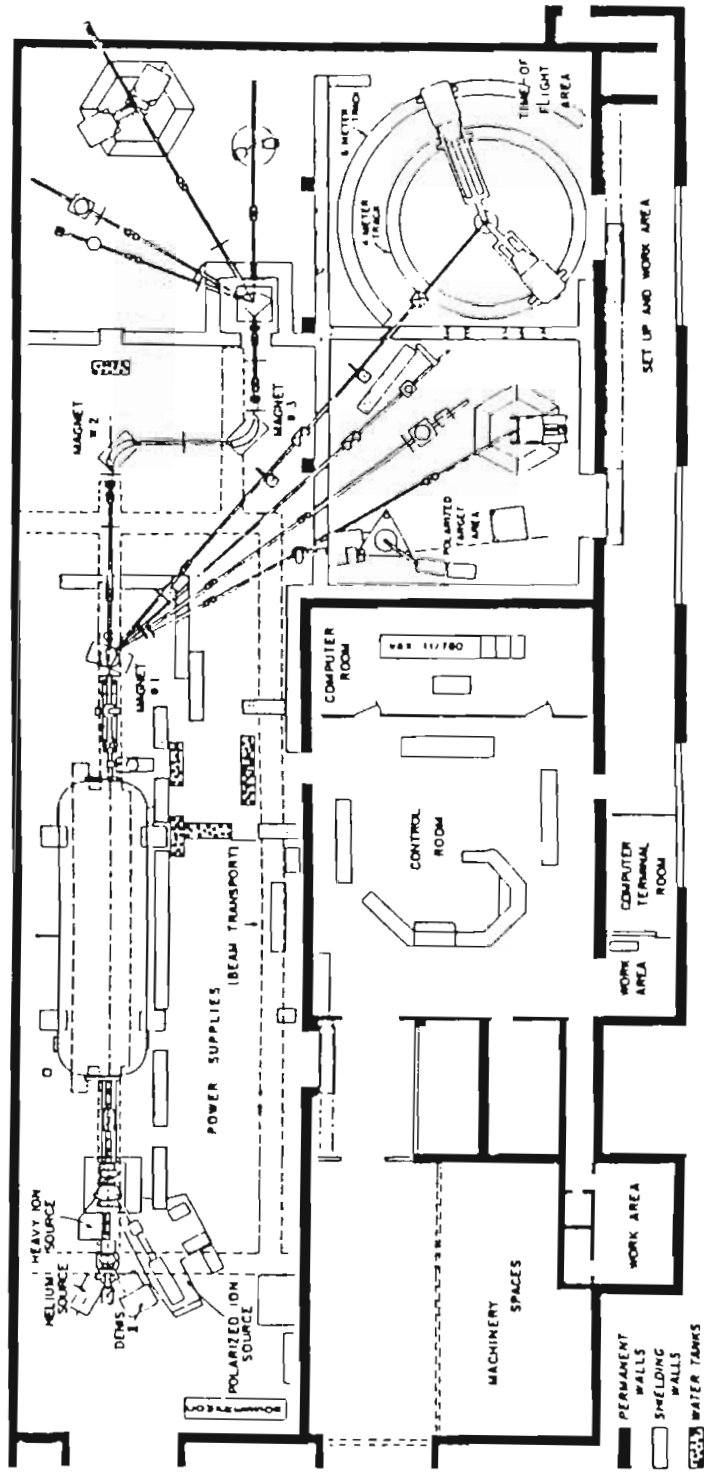 HEAVY ION
SOURCE
HELIUM
SOURCE
DENIS
II
POLARIZED ION
SOURCE
POWER SUPPLIES
(BEAM TRANSPORT)
MAGNET
# 1
MAGNET
# 2
MAGNET
# 3
6 METER
TRACK
4 METER
TRACK
TIME-OF
FLIGHT
AREA
POLARIZED
TARGET
AREA
COMPUTER
ROOM
VAX 11/780
CONTROL
ROOM
SET UP AND WORK AREA
COMPUTER
TERMINAL
ROOM
WORK
AREA
MACHINERY
SPACES
WORK AREA
PERMANENT
WALLS
SHIELDING
WALLS
WATER TANKS